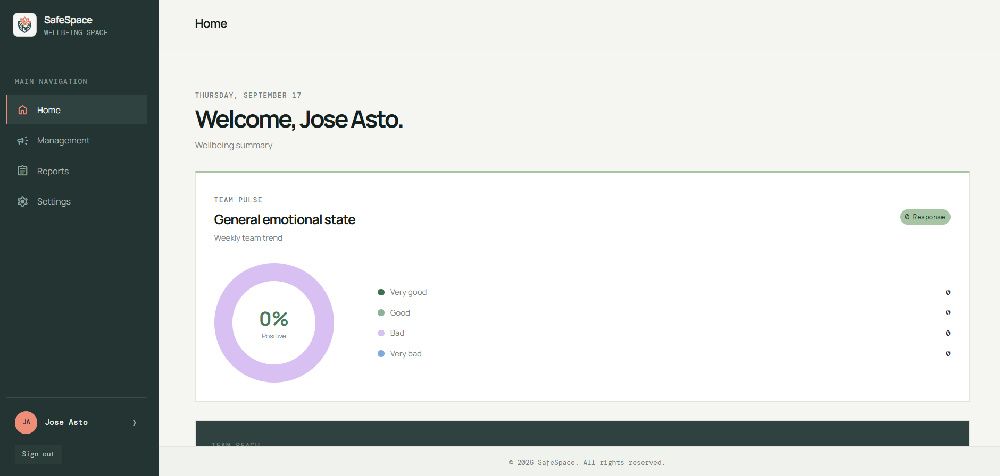 SafeSpace
WELLBEING SPACE
MAIN NAVIGATION
Home
Management
Reports
Settings
JA
Jose Asto
Sign out
Home
THURSDAY, SEPTEMBER 17
Welcome, Jose Asto.
Wellbeing summary
TEAM PULSE
General emotional state
Weekly team trend
0 Response
0%
Positive
Very good 0
Good 0
Bad 0
Very bad 0
TEAM REACH
© 2026 SafeSpace. All rights reserved.